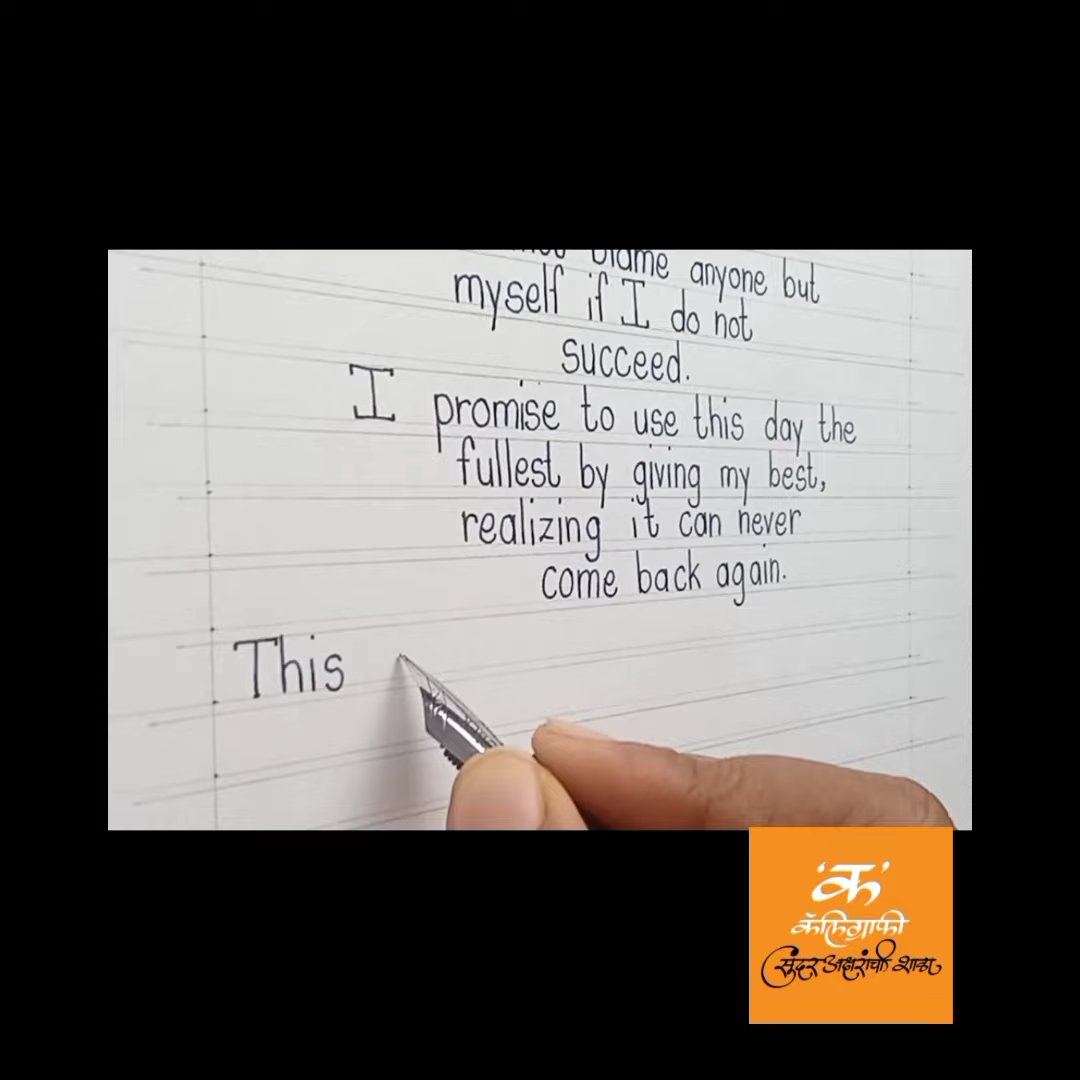 blame anyone but
myself if I do not
succeed.
I promise to use this day the
fullest by giving my best,
realizing it can never
come back again.
This
'क'
कॅलिग्राफी
सुंदर अक्षरांची शाळा